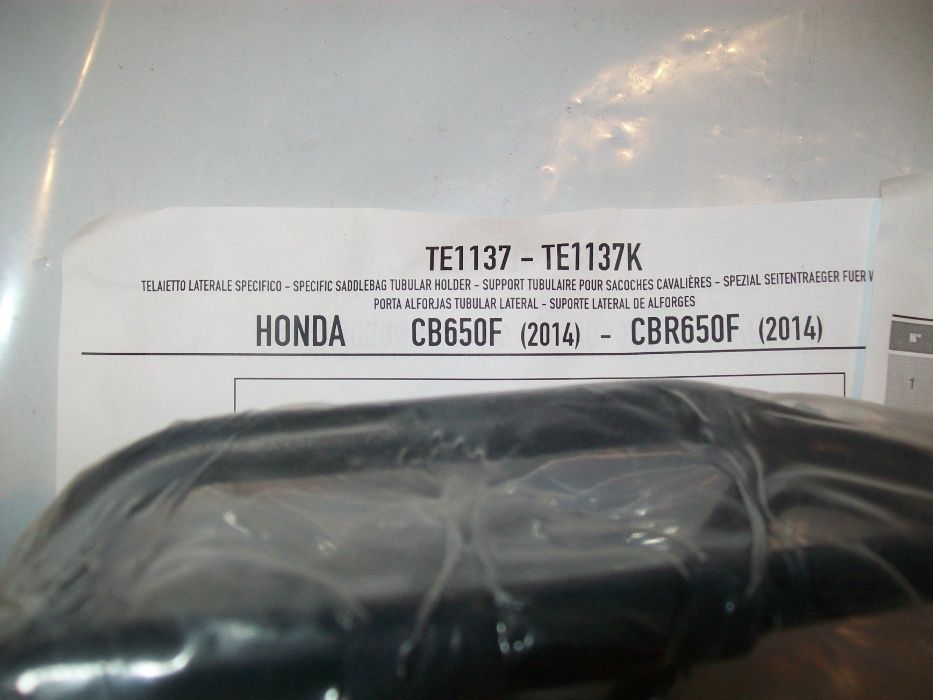 TE1137 - TE1137K
TELAIETTO LATERALE SPECIFICO - SPECIFIC SADDLEBAG TUBULAR HOLDER - SUPPORT TUBULAIRE POUR SACOCHES CAVALIÈRES - SPEZIAL SEITENTRAEGER FUER
PORTA ALFORJAS TUBULAR LATERAL - SUPORTE LATERAL DE ALFORGES
HONDA CB650F (2014) - CBR650F (2014)
N°
1